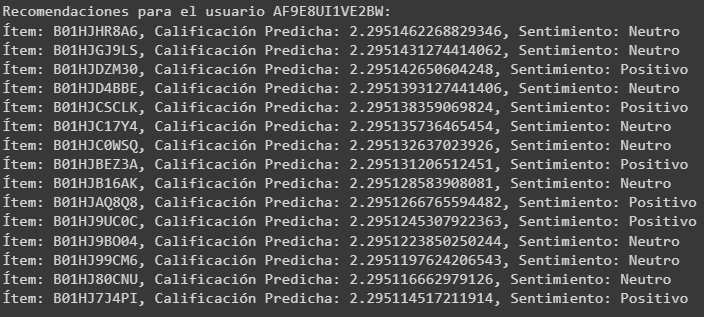 Recomendaciones para el usuario AF9E8UI1VE2BW:
Ítem: B01HJHR8A6, Calificación Predicha: 2.2951462268829346, Sentimiento: Neutro
Ítem: B01HJGJ9LS, Calificación Predicha: 2.2951431274414062, Sentimiento: Neutro
Ítem: B01HJDZM30, Calificación Predicha: 2.295142650604248, Sentimiento: Positivo
Ítem: B01HJD4BBE, Calificación Predicha: 2.2951393127441406, Sentimiento: Neutro
Ítem: B01HJCSCLK, Calificación Predicha: 2.295138359069824, Sentimiento: Positivo
Ítem: B01HJC17Y4, Calificación Predicha: 2.295135736465454, Sentimiento: Neutro
Ítem: B01HJC0WSQ, Calificación Predicha: 2.295132637023926, Sentimiento: Neutro
Ítem: B01HJBEZ3A, Calificación Predicha: 2.295131206512451, Sentimiento: Positivo
Ítem: B01HJB16AK, Calificación Predicha: 2.295128583908081, Sentimiento: Neutro
Ítem: B01HJAQ8Q8, Calificación Predicha: 2.2951266765594482, Sentimiento: Positivo
Ítem: B01HJ9UC0C, Calificación Predicha: 2.2951245307922363, Sentimiento: Positivo
Ítem: B01HJ9BO04, Calificación Predicha: 2.2951223850250244, Sentimiento: Neutro
Ítem: B01HJ99CM6, Calificación Predicha: 2.2951197624206543, Sentimiento: Neutro
Ítem: B01HJ80CNU, Calificación Predicha: 2.295116662979126, Sentimiento: Neutro
Ítem: B01HJ7J4PI, Calificación Predicha: 2.295114517211914, Sentimiento: Positivo